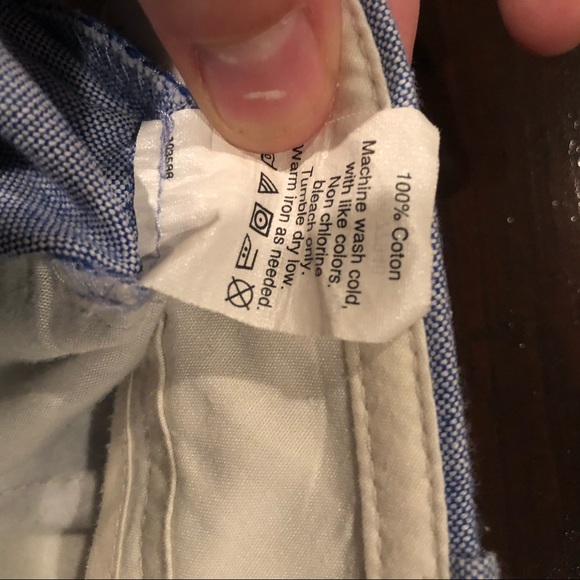 100% Coton
Machine wash cold,
with like colors.
Non chlorine
bleach only.
Tumble dry low.
Warm iron as needed.